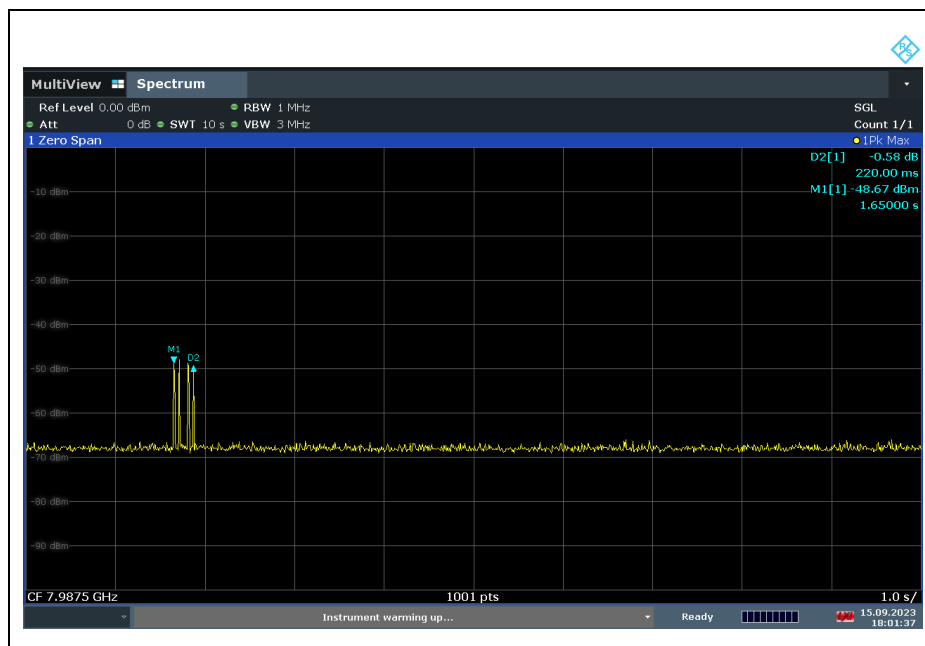 R&S
MultiView Spectrum
Ref Level 0.00 dBm RBW 1 MHz SGL
Att 0 dB SWT 10 s VBW 3 MHz Count 1/1
1 Zero Span 1Pk Max
D2[1] -0.58 dB
220.00 ms
M1[1] -48.67 dBm
1.65000 s
-10 dBm
-20 dBm
-30 dBm
-40 dBm
M1
D2
-50 dBm
-60 dBm
-70 dBm
-80 dBm
-90 dBm
CF 7.9875 GHz 1001 pts 1.0 s/
Instrument warming up... Ready 15.09.2023
18:01:37